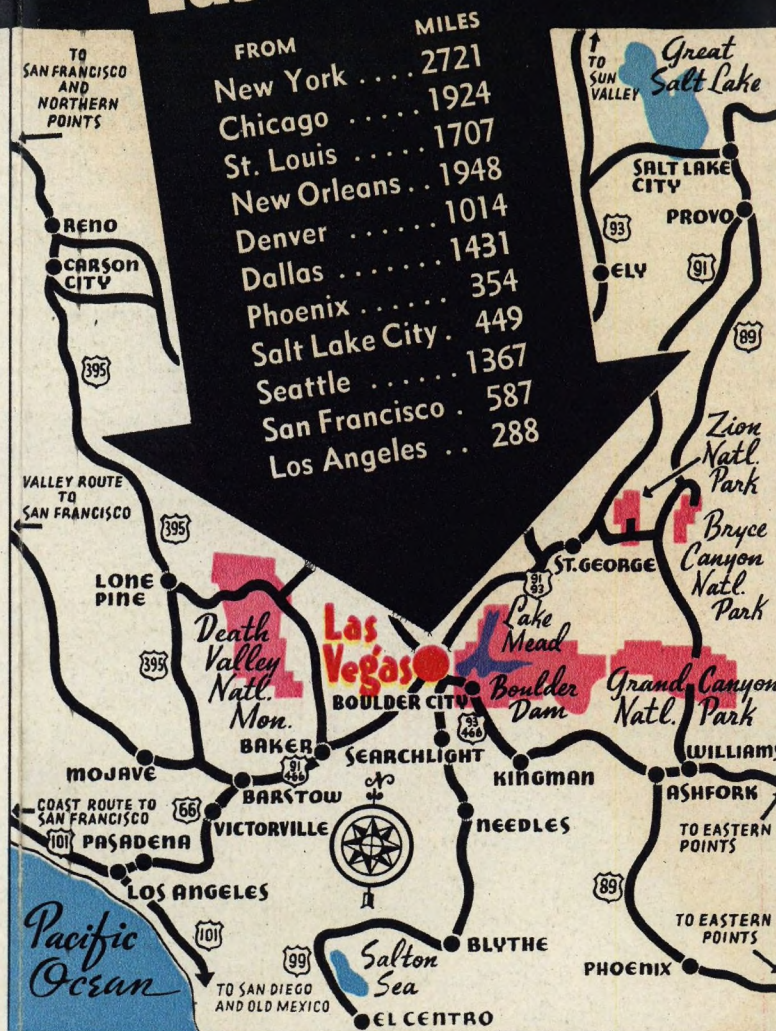 FROM MILES
New York .... 2721
Chicago ..... 1924
St. Louis ..... 1707
New Orleans.. 1948
Denver ...... 1014
Dallas ....... 1431
Phoenix ...... 354
Salt Lake City . 449
Seattle ...... 1367
San Francisco . 587
Los Angeles .. 288
TO
SAN FRANCISCO
AND
NORTHERN
POINTS
TO
SUN
VALLEY
Great
Salt Lake
SALT LAKE
CITY
PROVO
RENO
CARSON
CITY
93
91
ELY
89
395
Zion
Natl.
Park
VALLEY ROUTE
TO
SAN FRANCISCO
395
Bryce
Canyon
Natl.
Park
ST. GEORGE
91
93
LONE
PINE
Death
Valley
Natl.
Mon.
Las
Vegas
Lake
Mead
395
BOULDER CITY
Boulder
Dam
Grand Canyon
Natl. Park
93
466
BAKER
91
466
SEARCHLIGHT
KINGMAN
WILLIAMS
ASHFORK
MOJAVE
BARSTOW
COAST ROUTE TO
SAN FRANCISCO
66
VICTORVILLE
NEEDLES
TO EASTERN
POINTS
101
PASADENA
LOS ANGELES
89
Pacific
Ocean
101
99
Salton
Sea
BLYTHE
TO EASTERN
POINTS
PHOENIX
TO SAN DIEGO
AND OLD MEXICO
EL CENTRO
N